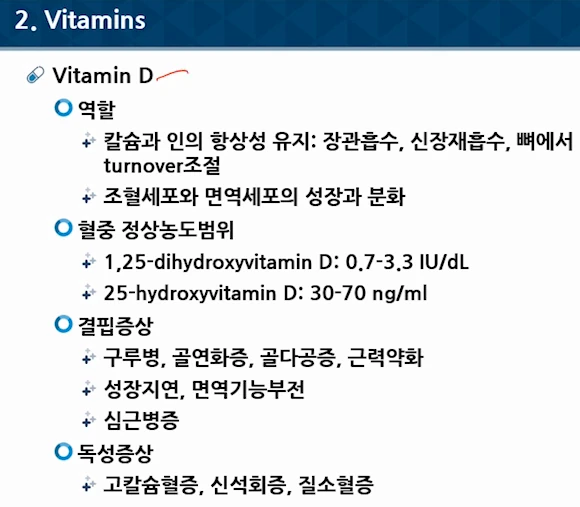 2. Vitamins
Vitamin D
역할
칼슘과 인의 항상성 유지: 장관흡수, 신장재흡수, 뼈에서
turnover조절
조혈세포와 면역세포의 성장과 분화
혈중 정상농도범위
1,25-dihydroxyvitamin D: 0.7-3.3 IU/dL
25-hydroxyvitamin D: 30-70 ng/ml
결핍증상
구루병, 골연화증, 골다공증, 근력약화
성장지연, 면역기능부전
심근병증
독성증상
고칼슘혈증, 신석회증, 질소혈증